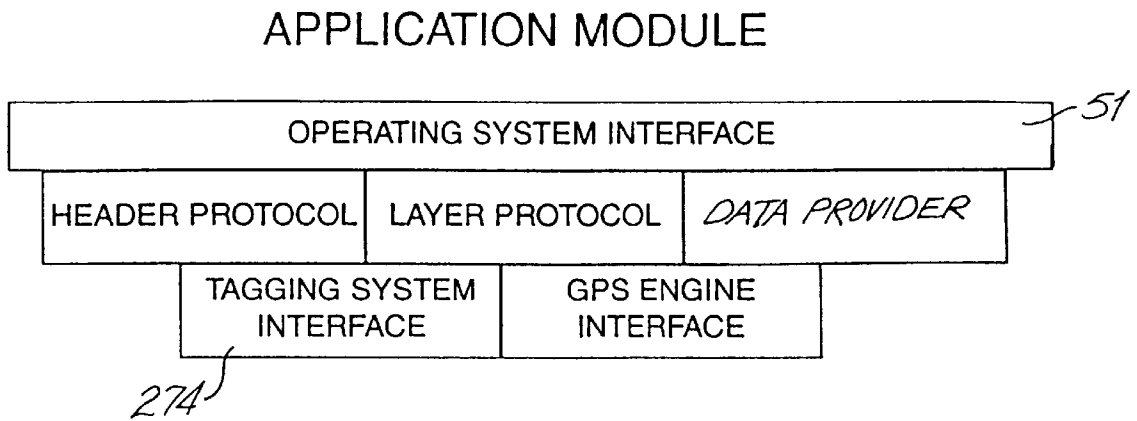 APPLICATION MODULE
OPERATING SYSTEM INTERFACE
51
HEADER PROTOCOL
LAYER PROTOCOL
DATA PROVIDER
TAGGING SYSTEM
INTERFACE
GPS ENGINE
INTERFACE
274